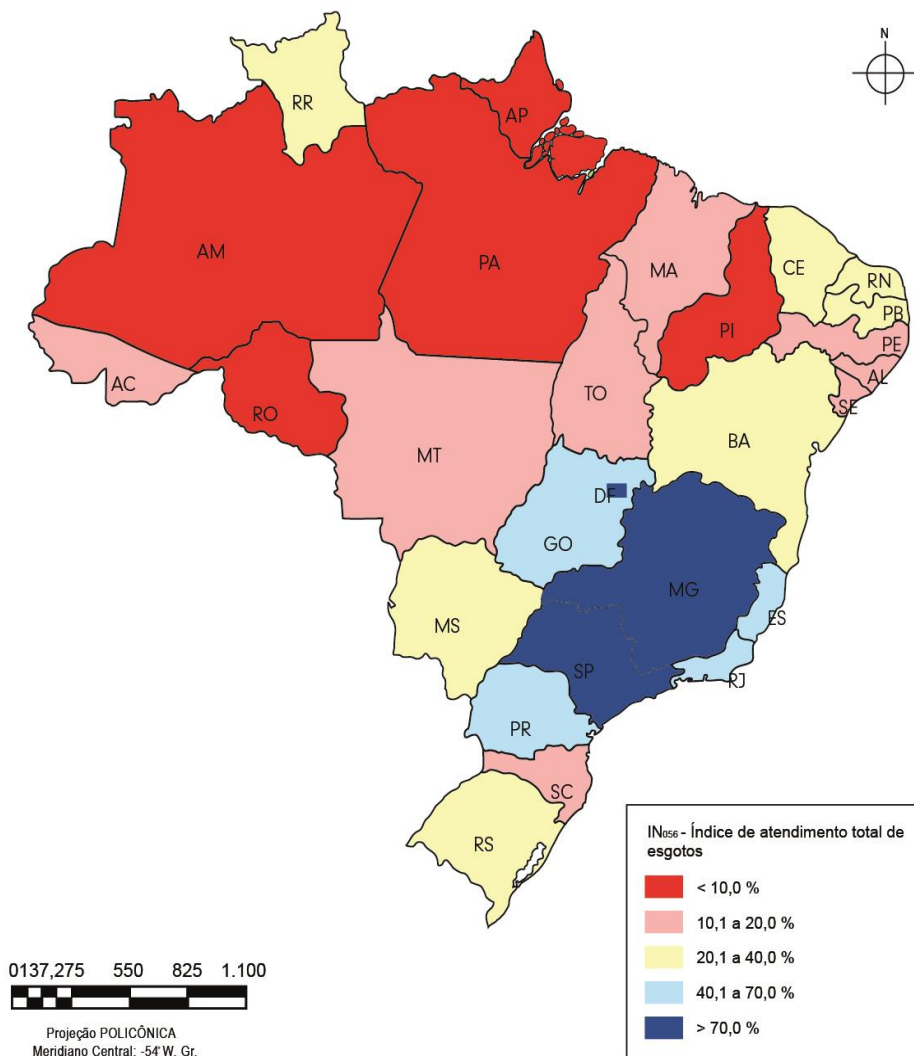 N
RR
AP
AM
PA
MA
CE
RN
PB
PI
PE
AC
TO
AL
SE
RO
MT
BA
DF
GO
MG
MS
ES
SP
RJ
PR
SC
RS
IN056 - Índice de atendimento total de
esgotos
< 10,0 %
10,1 a 20,0 %
20,1 a 40,0 %
40,1 a 70,0 %
> 70,0 %
0137,275 550 825 1.100
Projeção POLICÔNICA
Meridiano Central: -54°W. Gr.